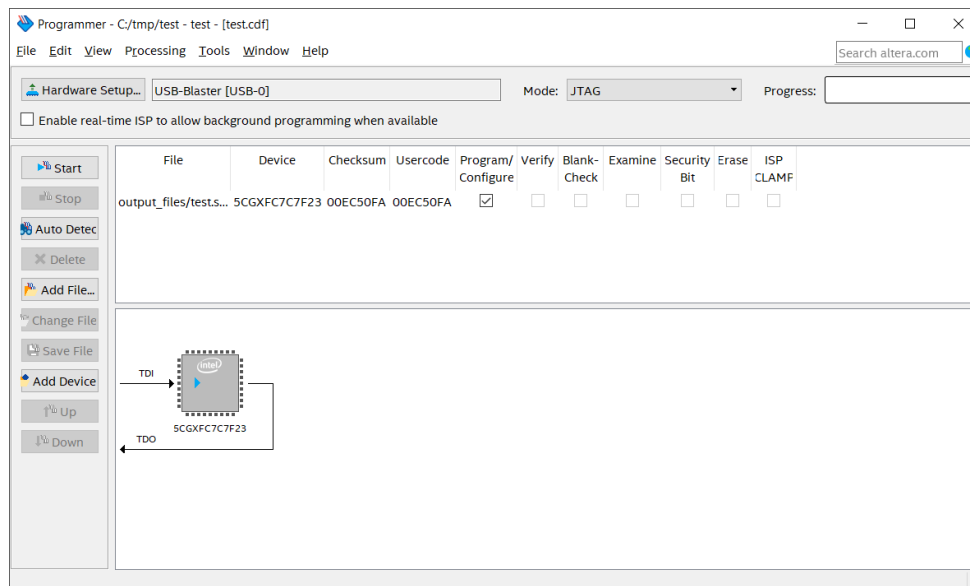 Programmer - C:/tmp/test - test - [test.cdf]
File Edit View Processing Tools Window Help
Search altera.com
Hardware Setup... USB-Blaster [USB-0] Mode: JTAG Progress:
Enable real-time ISP to allow background programming when available
Start
Stop
Auto Detec
Delete
Add File...
Change File
Save File
Add Device
Up
Down
File Device Checksum Usercode Program/ Verify Blank- Examine Security Erase ISP
Configure Check Bit CLAMP
output_files/test.s... 5CGXFC7C7F23 00EC50FA 00EC50FA
intel
TDI
5CGXFC7C7F23
TDO